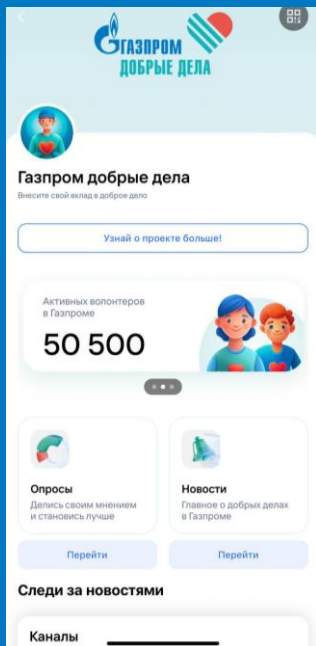 ГАЗПРОМ
ДОБРЫЕ ДЕЛА
Газпром добрые дела
Внесите свой вклад в доброе дело
Узнай о проекте больше!
Активных волонтеров
в Газпроме
50 500
Опросы
Делись своим мнением
и становись лучше
Перейти
Новости
Главное о добрых делах
в Газпроме
Перейти
Следи за новостями
Каналы